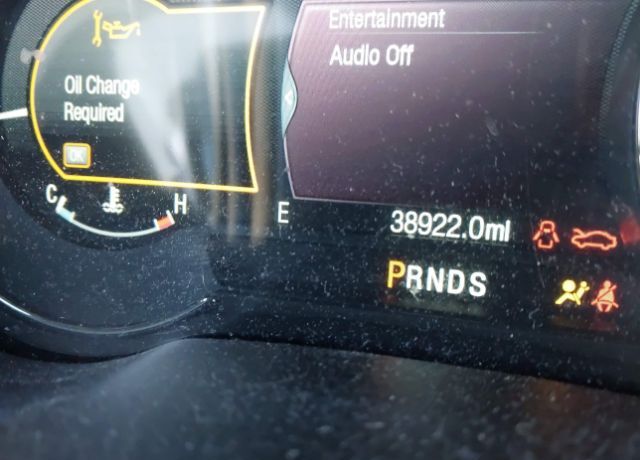 Entertainment
Audio Off
Oil Change
Required
OK
C
H
E
38922.0mi
PRNDS